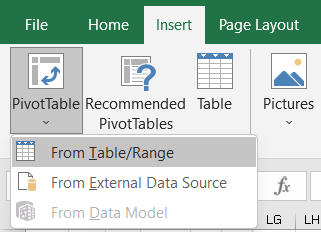 File Home Insert Page Layout
PivotTable Recommended PivotTables Table Pictures
From Table/Range
From External Data Source
From Data Model
fx
LG LH